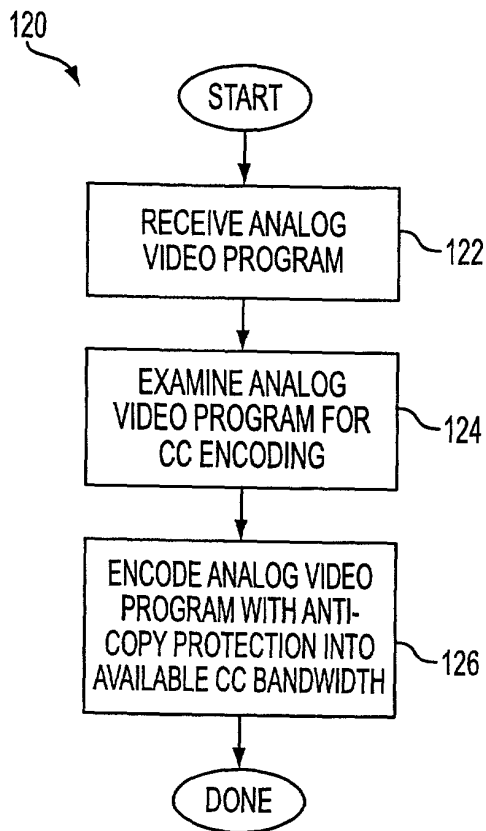 120
START
RECEIVE ANALOG
VIDEO PROGRAM
122
EXAMINE ANALOG
VIDEO PROGRAM FOR
CC ENCODING
124
ENCODE ANALOG VIDEO
PROGRAM WITH ANTI-
COPY PROTECTION INTO
AVAILABLE CC BANDWIDTH
126
DONE